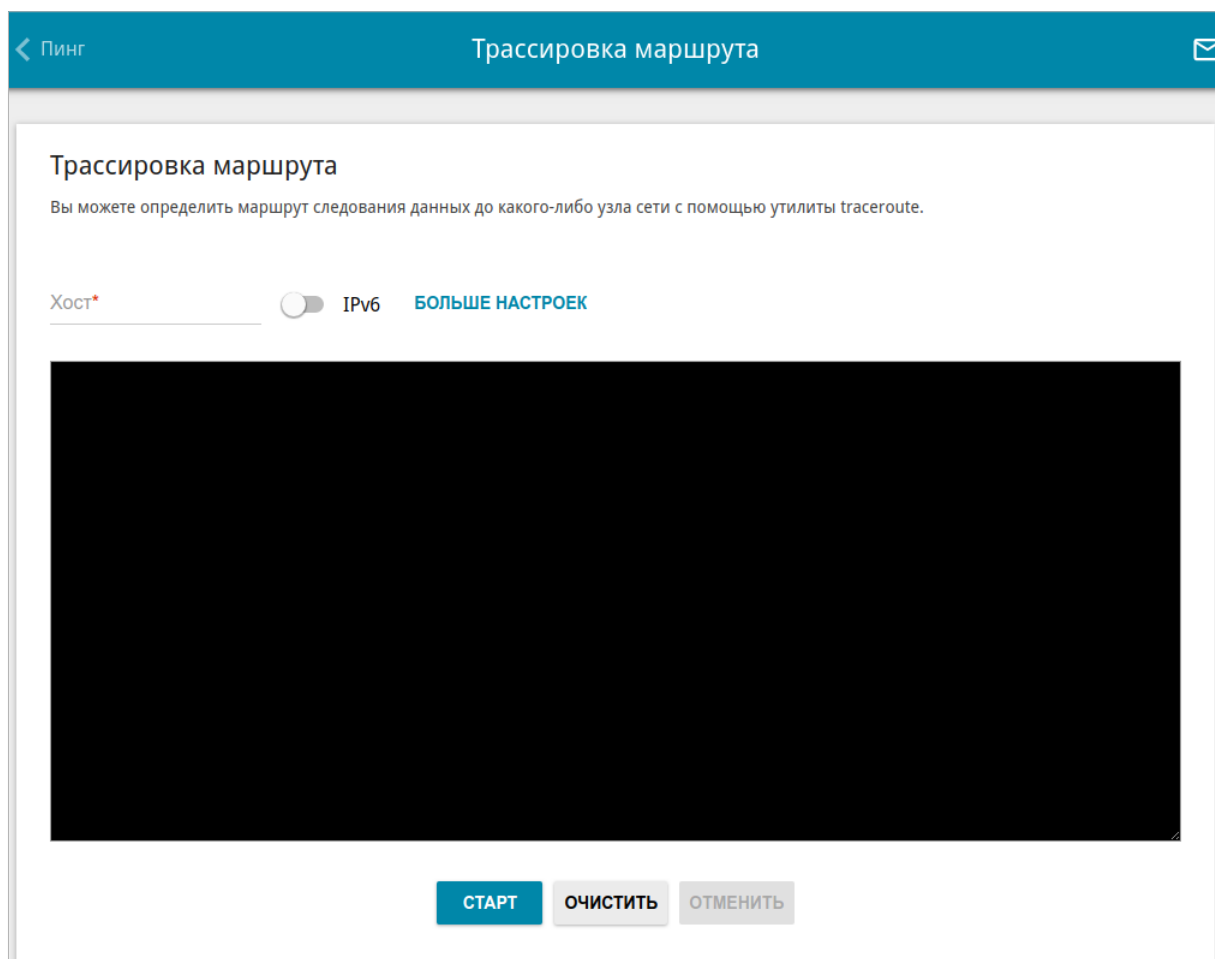 Пинг
Трассировка маршрута
Трассировка маршрута
Вы можете определить маршрут следования данных до какого-либо узла сети с помощью утилиты traceroute.
Хост* IPv6 БОЛЬШЕ НАСТРОЕК
СТАРТ ОЧИСТИТЬ ОТМЕНИТЬ